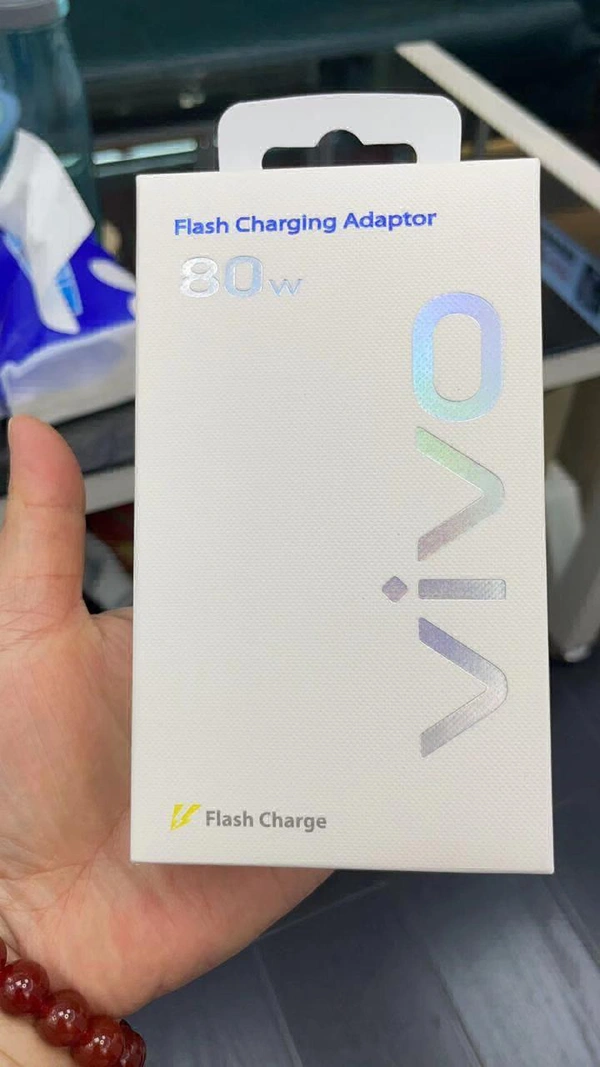 Flash Charging Adaptor
80W
vivo
Flash Charge